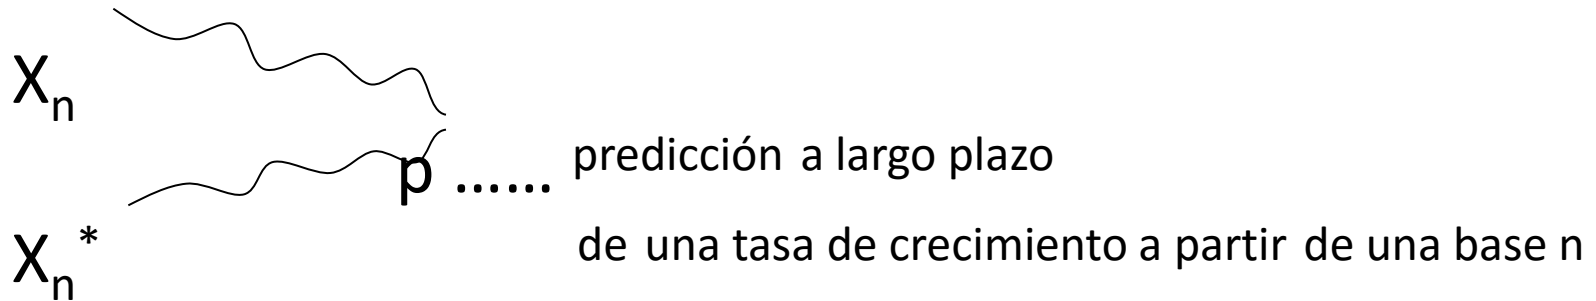 Xₙ
p ...... predicción a largo plazo
Xₙ* de una tasa de crecimiento a partir de una base n